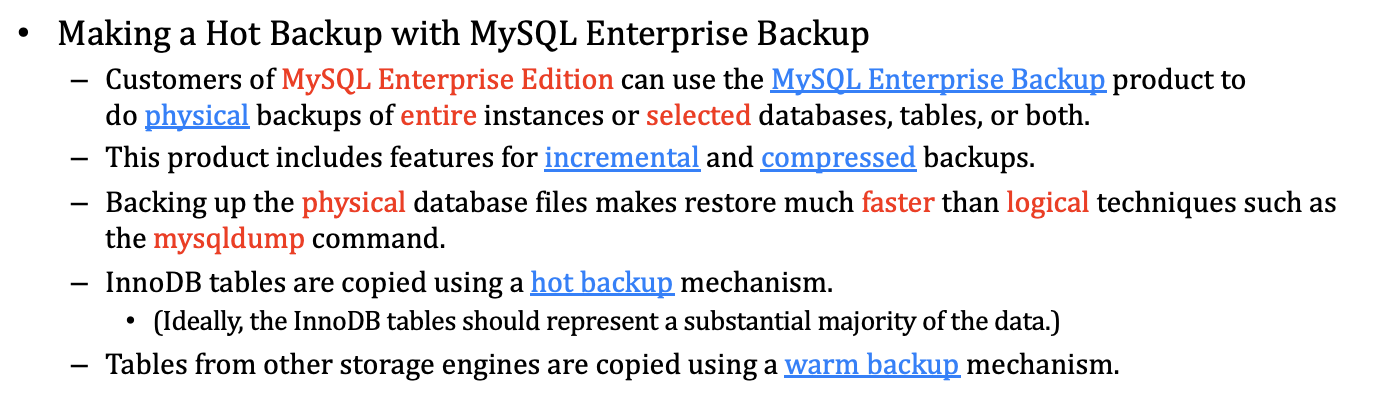 • Making a Hot Backup with MySQL Enterprise Backup
– Customers of MySQL Enterprise Edition can use the MySQL Enterprise Backup product to
do physical backups of entire instances or selected databases, tables, or both.
– This product includes features for incremental and compressed backups.
– Backing up the physical database files makes restore much faster than logical techniques such as
the mysqldump command.
– InnoDB tables are copied using a hot backup mechanism.
• (Ideally, the InnoDB tables should represent a substantial majority of the data.)
– Tables from other storage engines are copied using a warm backup mechanism.